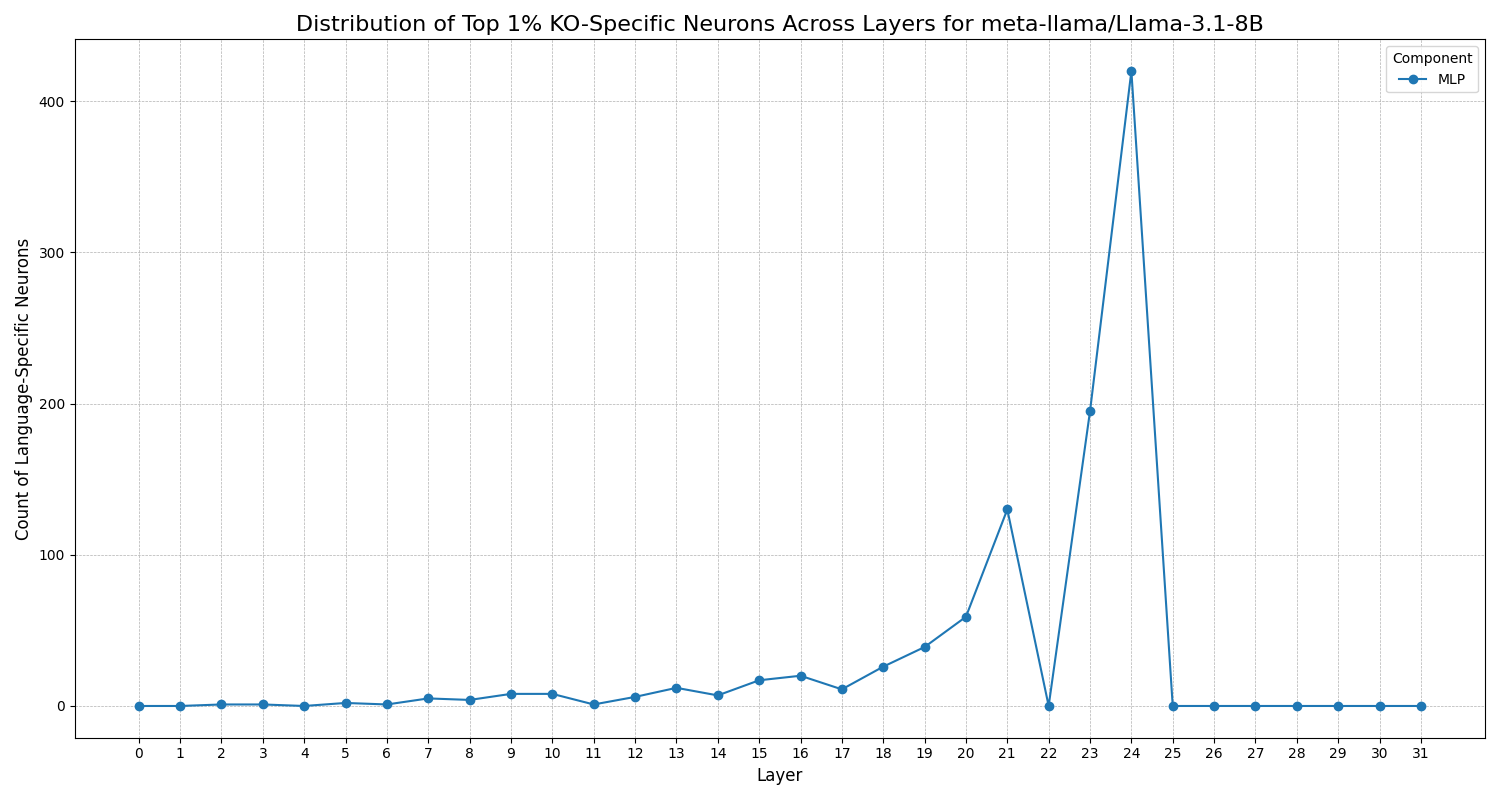 Distribution of Top 1% KO-Specific Neurons Across Layers for meta-llama/Llama-3.1-8B
Component
MLP
Count of Language-Specific Neurons
400
300
200
100
0
0 1 2 3 4 5 6 7 8 9 10 11 12 13 14 15 16 17 18 19 20 21 22 23 24 25 26 27 28 29 30 31
Layer